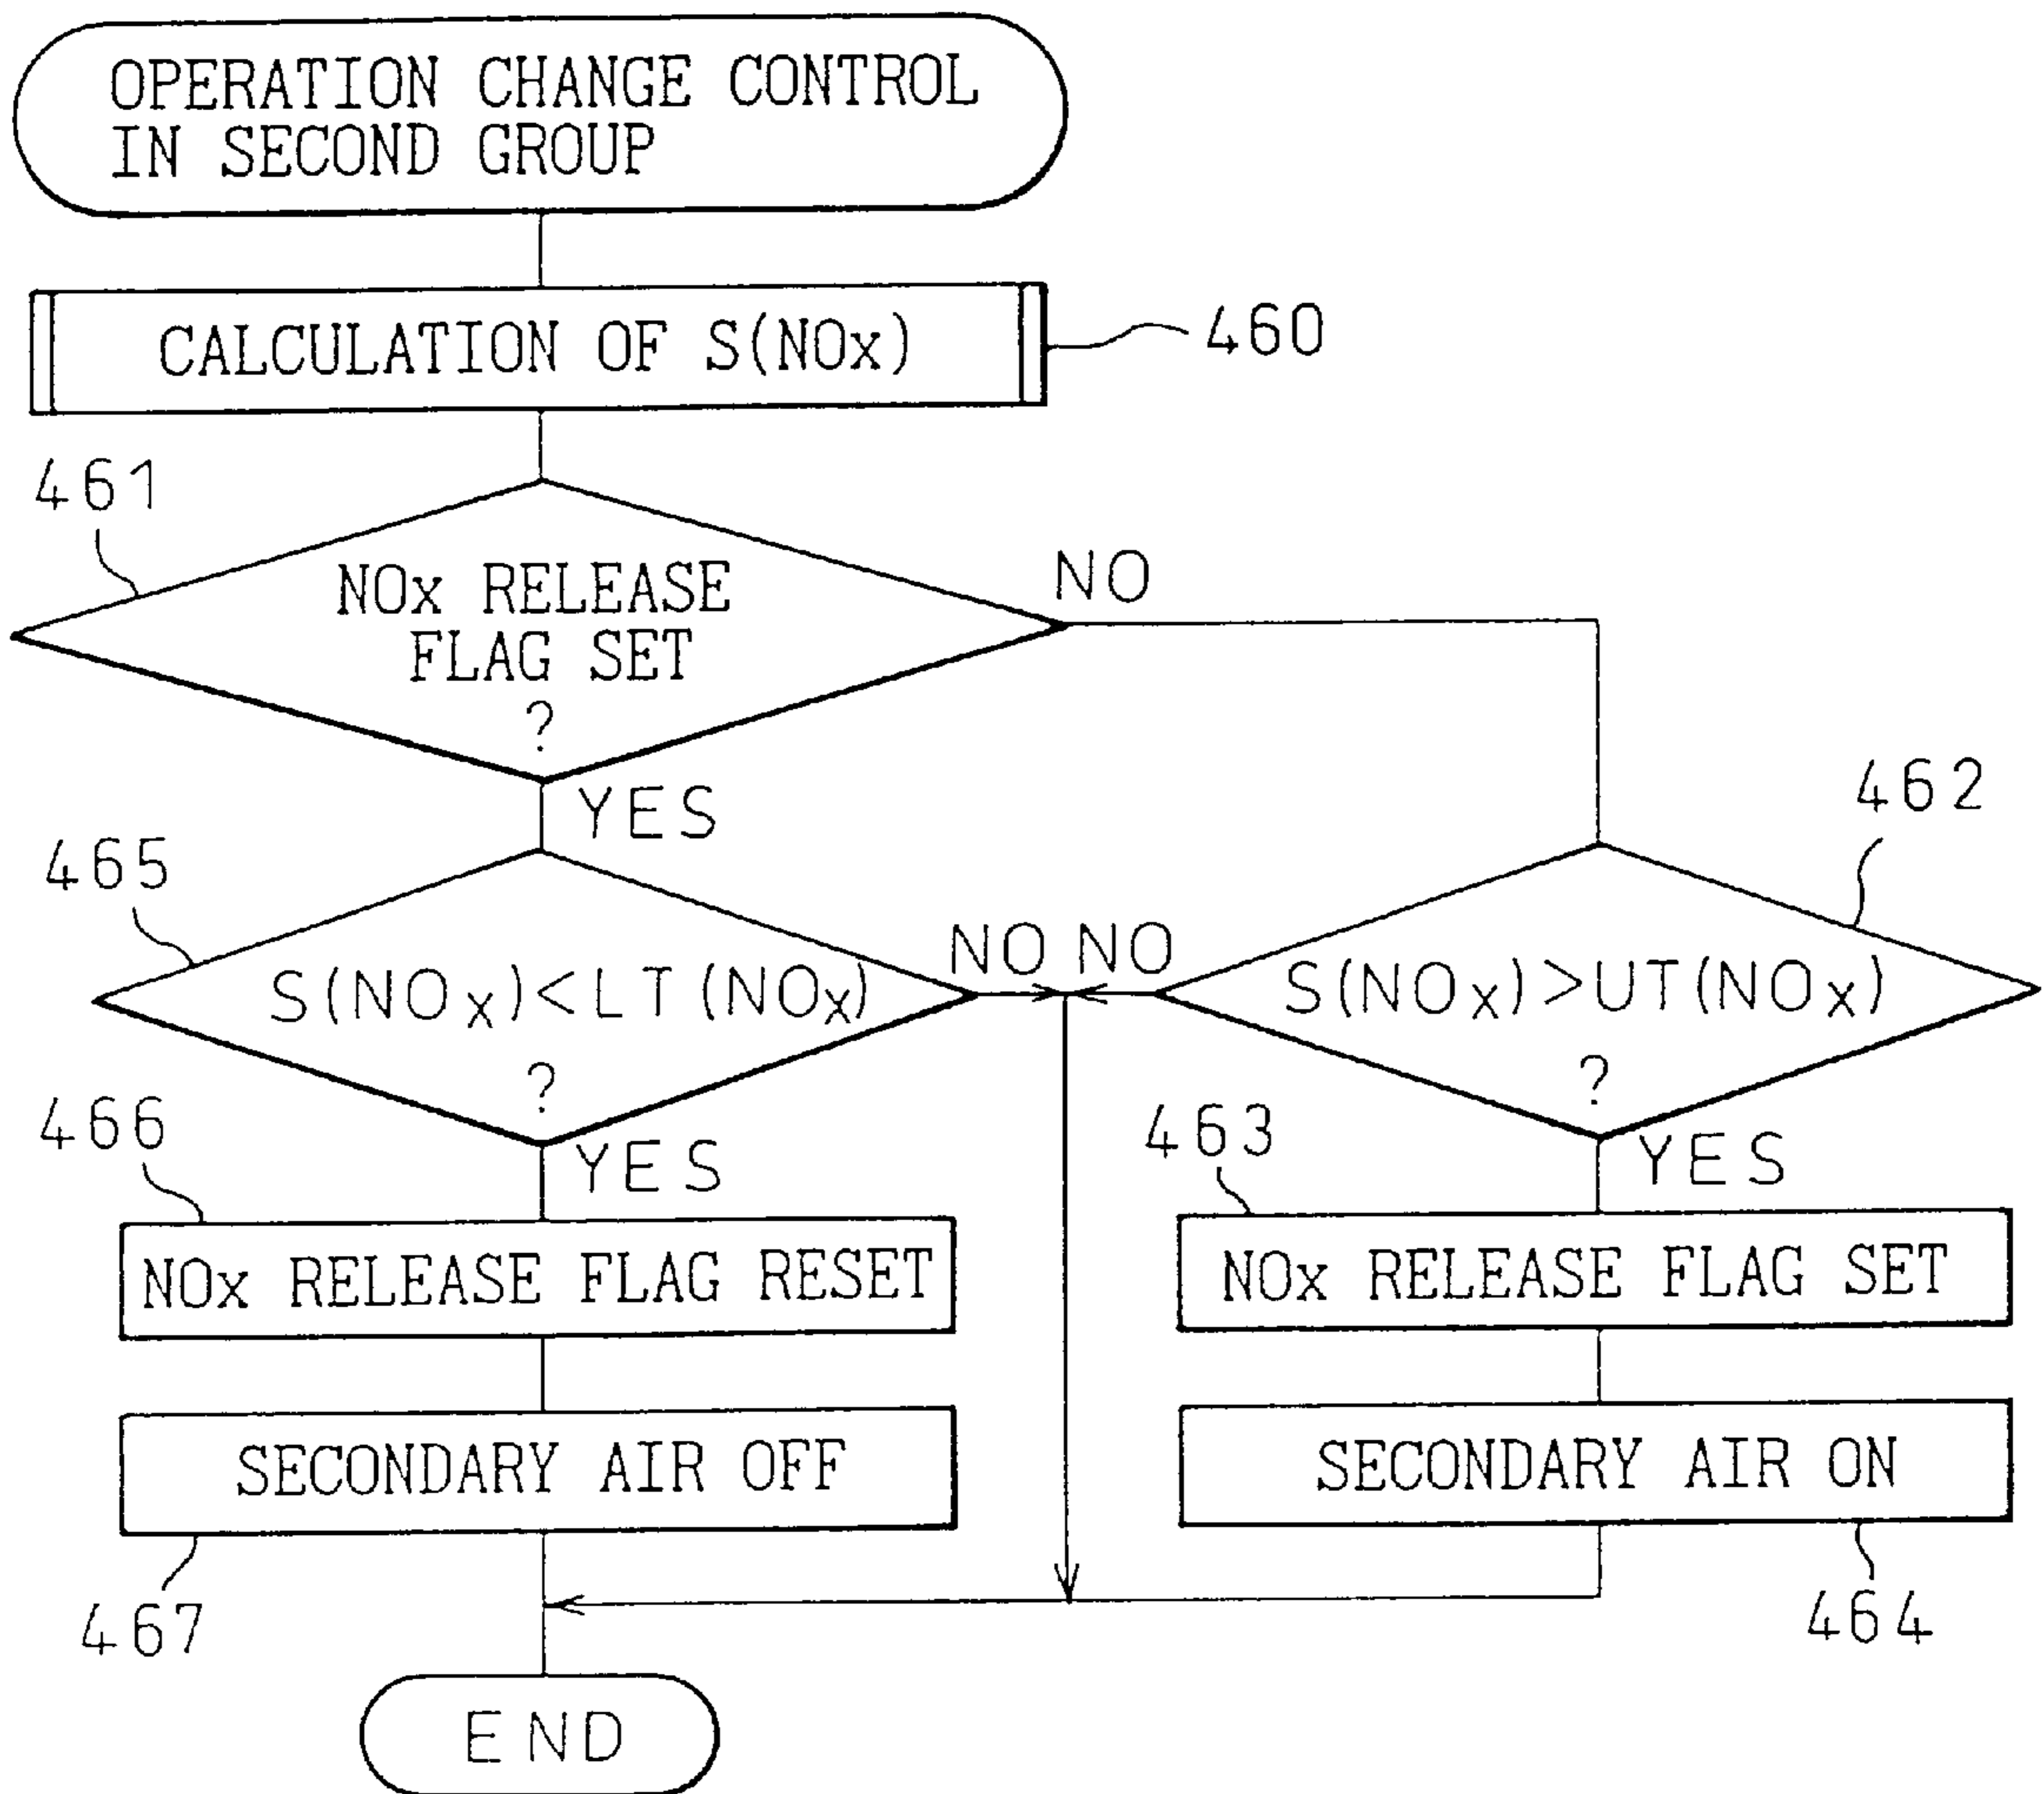 OPERATION CHANGE CONTROL
IN SECOND GROUP
CALCULATION OF S(NOx)
460
461
NOx RELEASE
FLAG SET
?
NO
YES
462
465
S(NOx)<LT(NOx)
?
NO
NO
S(NOx)>UT(NOx)
?
466
YES
463
YES
NOx RELEASE FLAG RESET
NOx RELEASE FLAG SET
SECONDARY AIR OFF
SECONDARY AIR ON
467
464
END